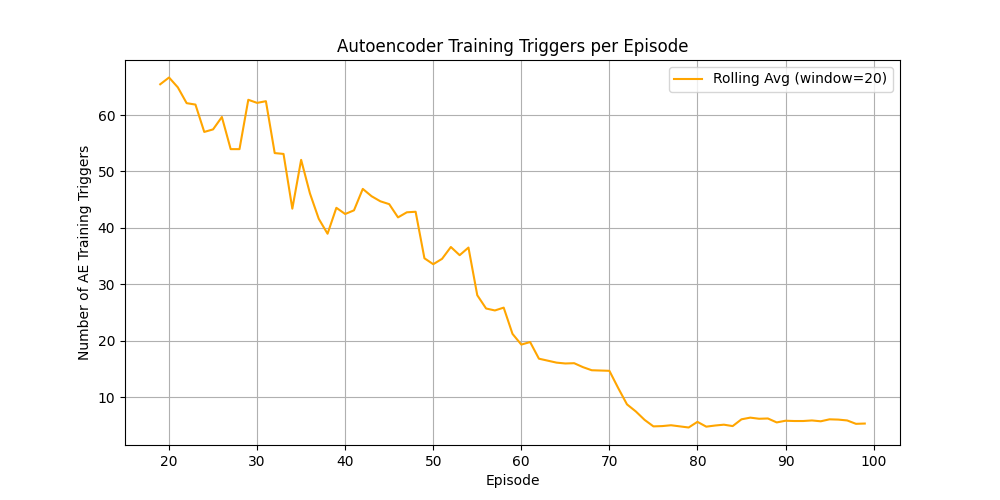 Autoencoder Training Triggers per Episode
Rolling Avg (window=20)
Number of AE Training Triggers
60
50
40
30
20
10
20 30 40 50 60 70 80 90 100
Episode